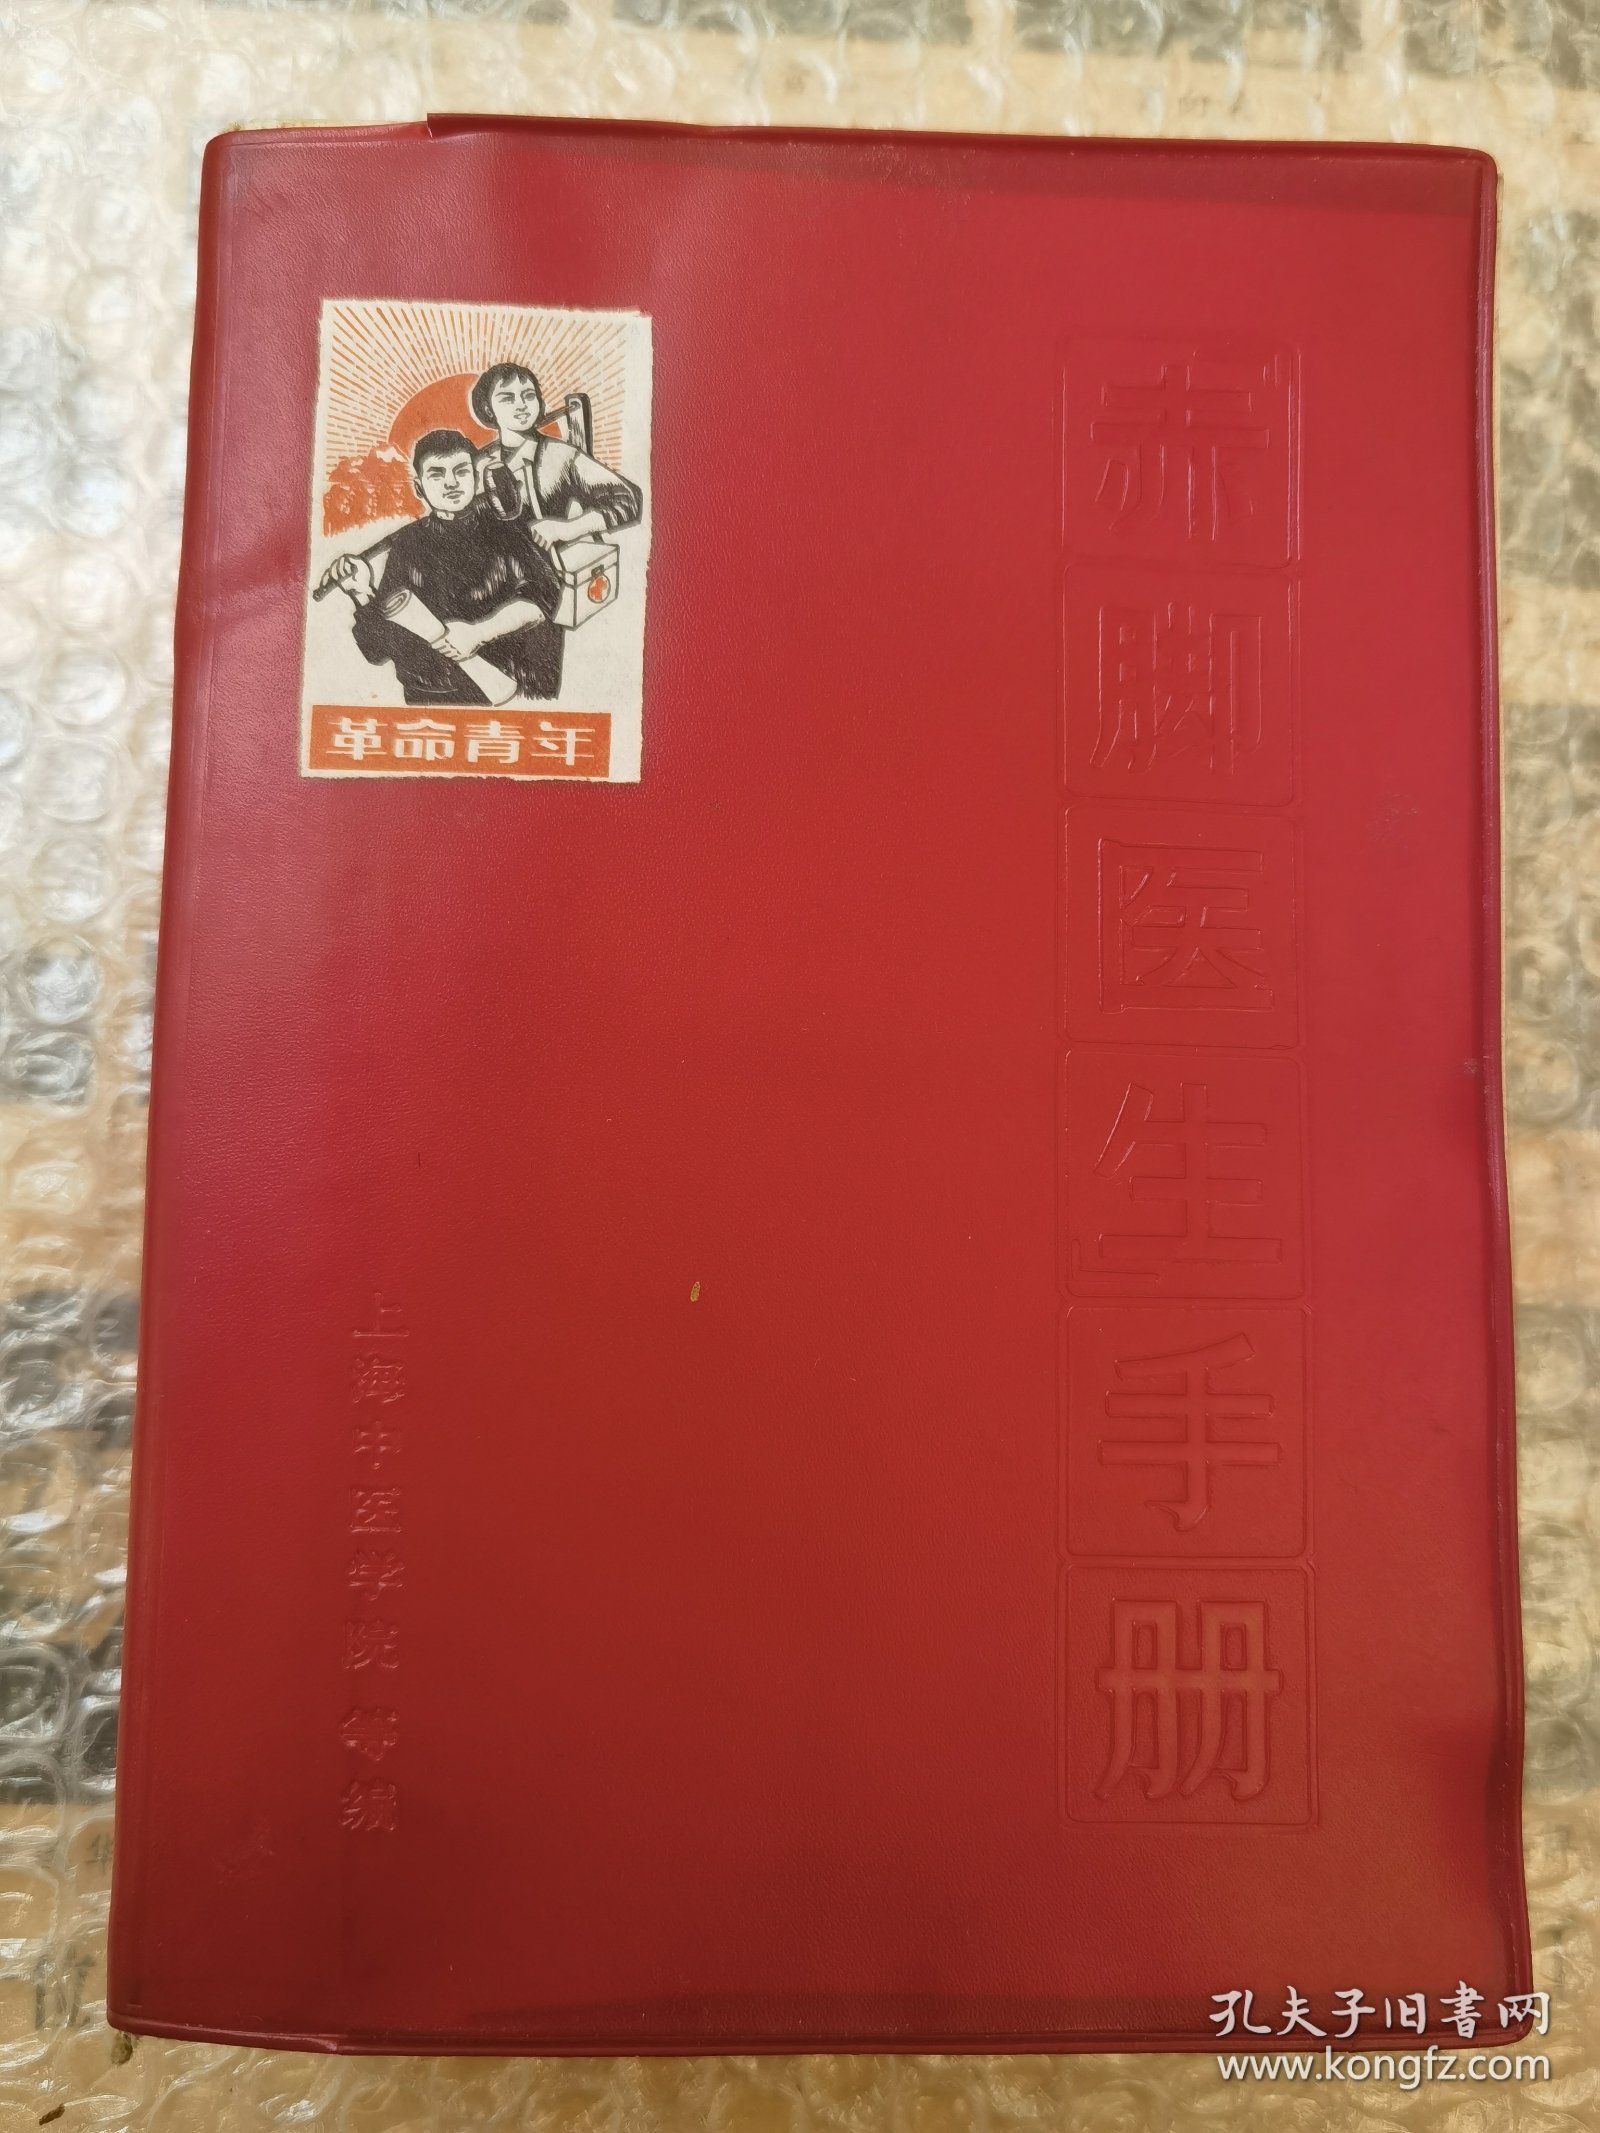 「赤脚医生」手册
革命青年
上海中医学院 等编
孔夫子旧书网
www.kongfz.com